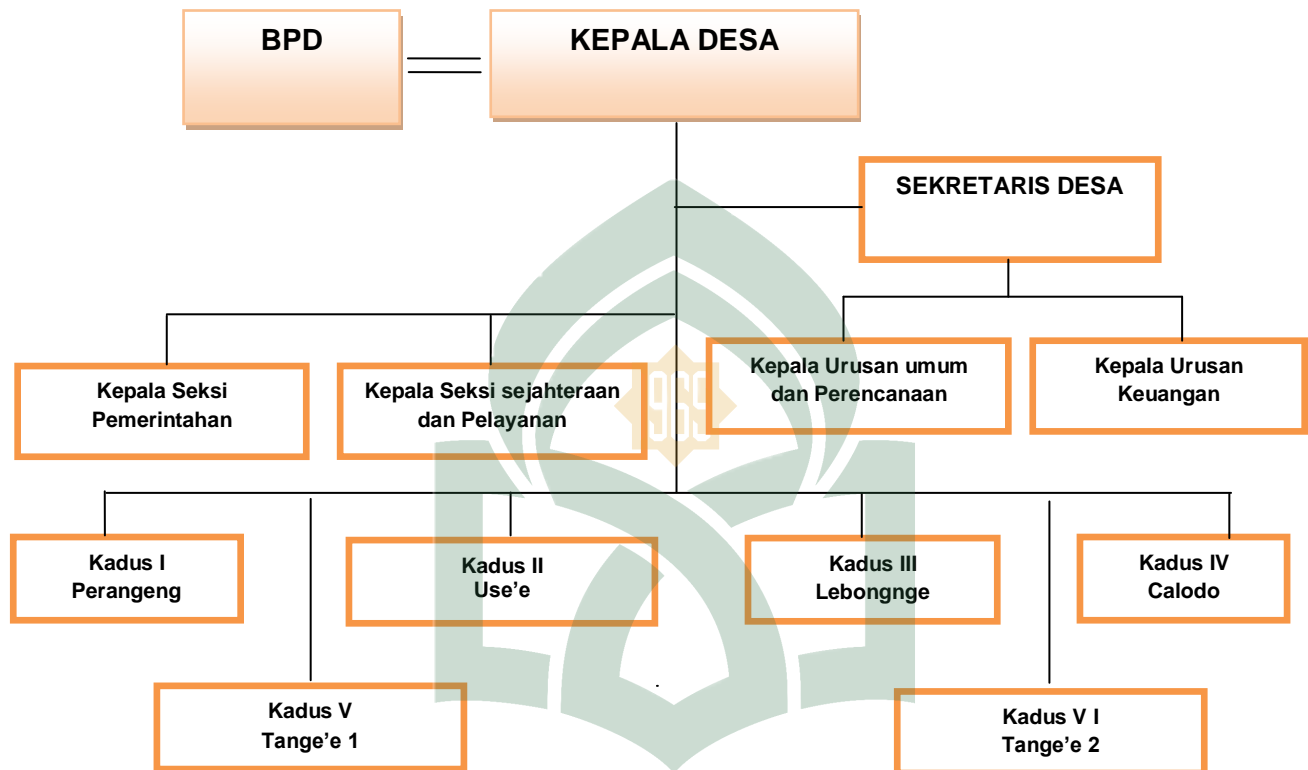 BPD
KEPALA DESA
SEKRETARIS DESA
Kepala Seksi
Pemerintahan
Kepala Seksi sejahteraan
dan Pelayanan
Kepala Urusan umum
dan Perencanaan
Kepala Urusan
Keuangan
1965
Kadus I
Perangeng
Kadus II
Use’e
Kadus III
Lebongnge
Kadus IV
Calodo
Kadus V
Tange’e 1
Kadus V I
Tange’e 2